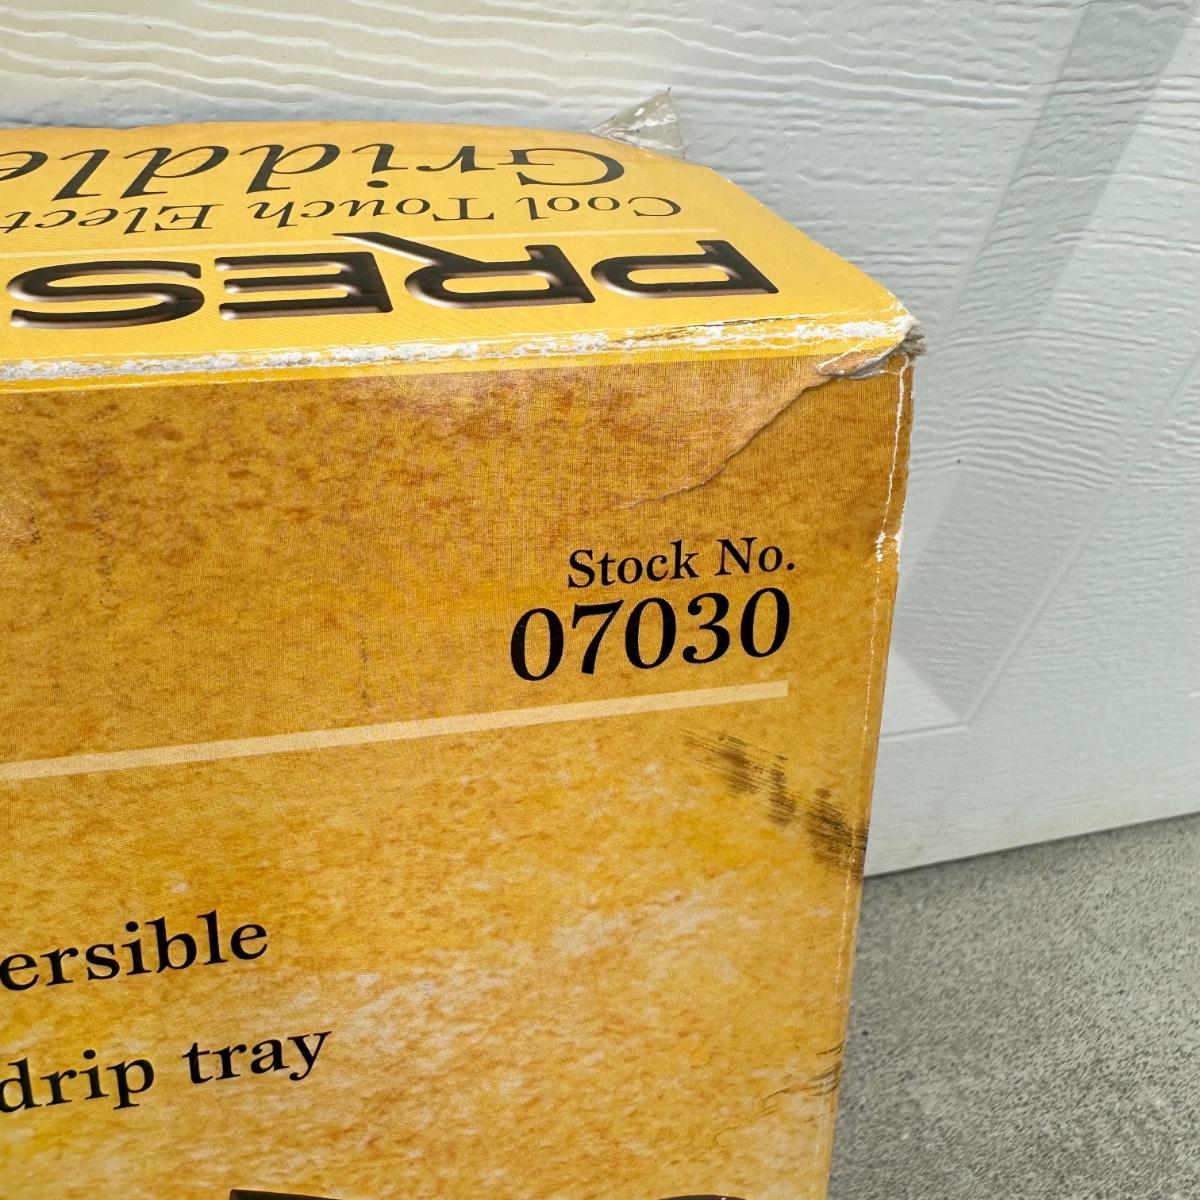 Griddle
Cool Touch Elect
PRES
Stock No.
07030
ersible
drip tray